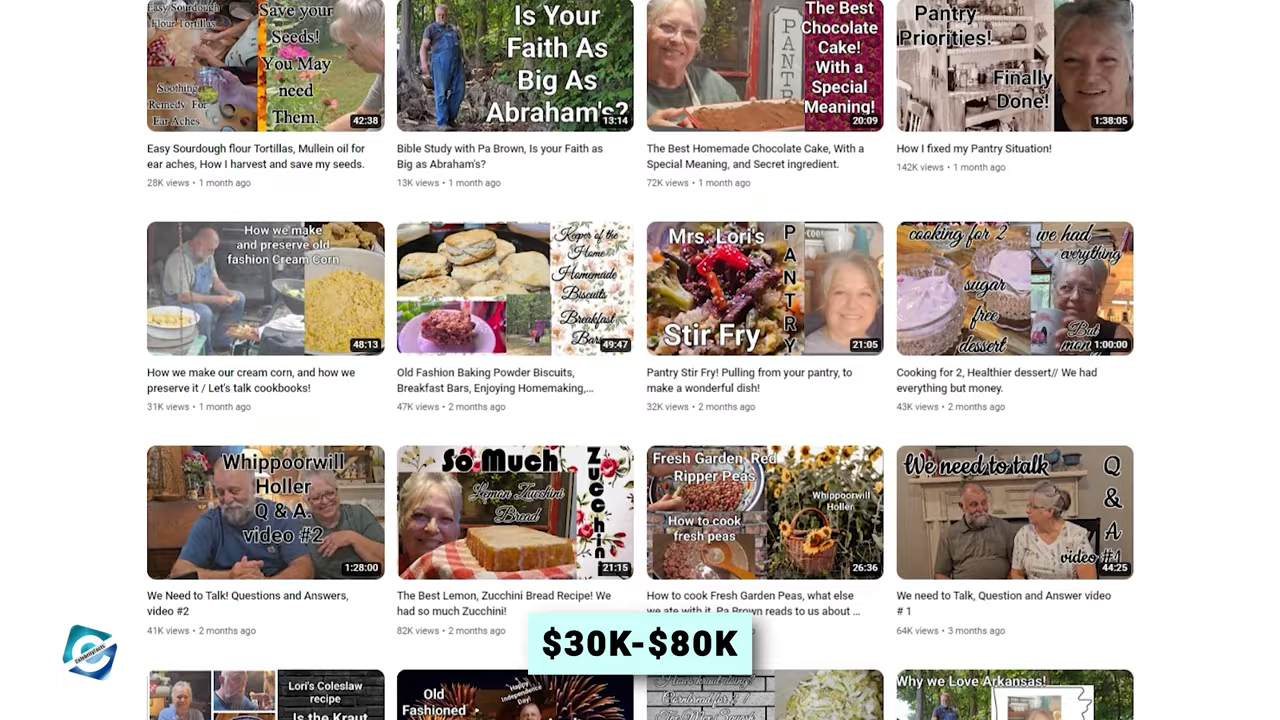 Easy Sourdough
Flour Tortillas
Soothing
Remedy For
Ear Aches
Save your
Seeds!
You May
need
Them.
42:38
Is Your
Faith As
Big As
Abraham's?
13:14
PANT
The Best
Chocolate
Cake!
With a
Special
Meaning!
20:09
Pantry
Priorities!
Finally
Done!
1:38:05
Easy Sourdough flour Tortillas, Mullein oil for
ear aches, How I harvest and save my seeds.
28K views • 1 month ago
Bible Study with Pa Brown, Is your Faith as
Big as Abraham's?
13K views • 1 month ago
The Best Homemade Chocolate Cake, With a
Special Meaning, and Secret ingredient.
72K views • 1 month ago
How I fixed my Pantry Situation!
142K views • 1 month ago
How we make
and preserve old
fashion Cream Corn
48:13
Keeper of the
Home
Homemade
Biscuits
Breakfast
Bars
49:47
Mrs. Lori's
PANTRY
Stir Fry
21:05
cooking for 2
sugar
free
dessert
we had
everything
But
1:00:00
How we make our cream corn, and how we
preserve it / Let's talk cookbooks!
31K views • 1 month ago
Old Fashion Baking Powder Biscuits,
Breakfast Bars, Enjoying Homemaking,...
47K views • 2 months ago
Pantry Stir Fry! Pulling from your pantry, to
make a wonderful dish!
32K views • 2 months ago
Cooking for 2, Healthier dessert// We had
everything but money.
43K views • 2 months ago
Whippoorwill
Holler
Q & A.
video #2
1:28:00
So Much
Zucchini
Lemon Zucchini
Bread
21:15
Fresh Garden Red
Ripper Peas
How to cook
fresh peas
Whippoorwill
Holler
26:36
We need to talk
Q
&
A
video #1
44:25
We Need to Talk! Questions and Answers,
video #2
41K views • 2 months ago
The Best Lemon, Zucchini Bread Recipe! We
had so much Zucchini!
82K views • 2 months ago
How to cook Fresh Garden Peas, what else
we ate with it, Pa Brown reads to us about ...
We need to Talk, Question and Answer video
# 1
64K views • 3 months ago
$30K-$80K
CelebrityFacts
Lori's Coleslaw
recipe
Is the Kraut
Old
Fashioned
Happy
Independence
Day!
Why we Love Arkansas!